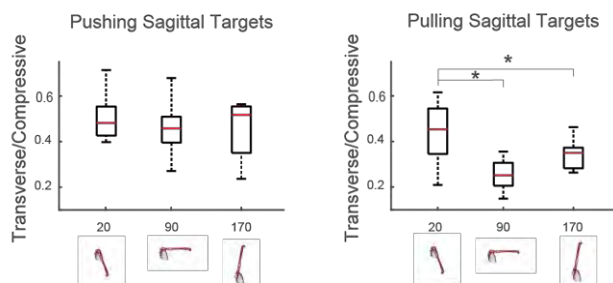 Pushing Sagittal Targets
Transverse/Compressive
0.6
0.4
0.2
20 90 170
Pulling Sagittal Targets
Transverse/Compressive
* 
*
0.6
0.4
0.2
20 90 170